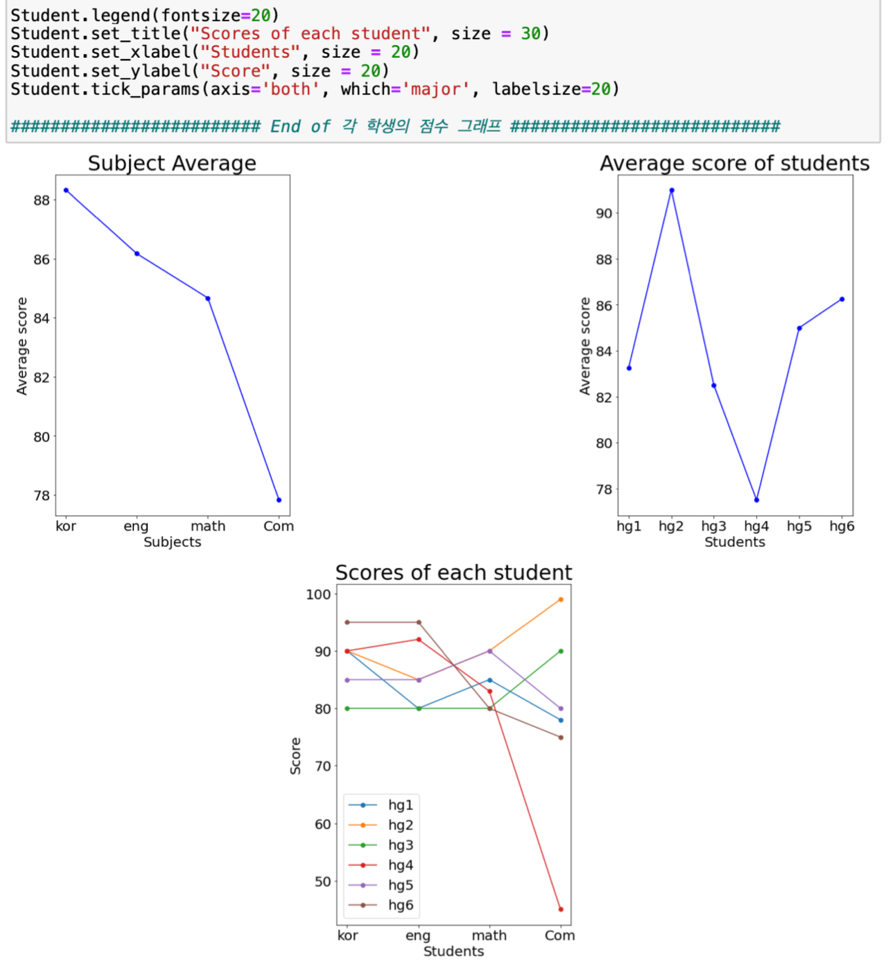 Student.legend(fontsize=20)
Student.set_title("Scores of each student", size = 30)
Student.set_xlabel("Students", size = 20)
Student.set_ylabel("Score", size = 20)
Student.tick_params(axis='both', which='major', labelsize=20)
######################### End of 각 학생의 점수 그래프 ###########################
Subject Average
88
86
84
82
80
78
Average score
kor eng math Com
Subjects
Average score of students
90
88
86
84
82
80
78
Average score
hg1 hg2 hg3 hg4 hg5 hg6
Students
Scores of each student
100
90
80
70
60
50
Score
hg1
hg2
hg3
hg4
hg5
hg6
kor eng math Com
Students